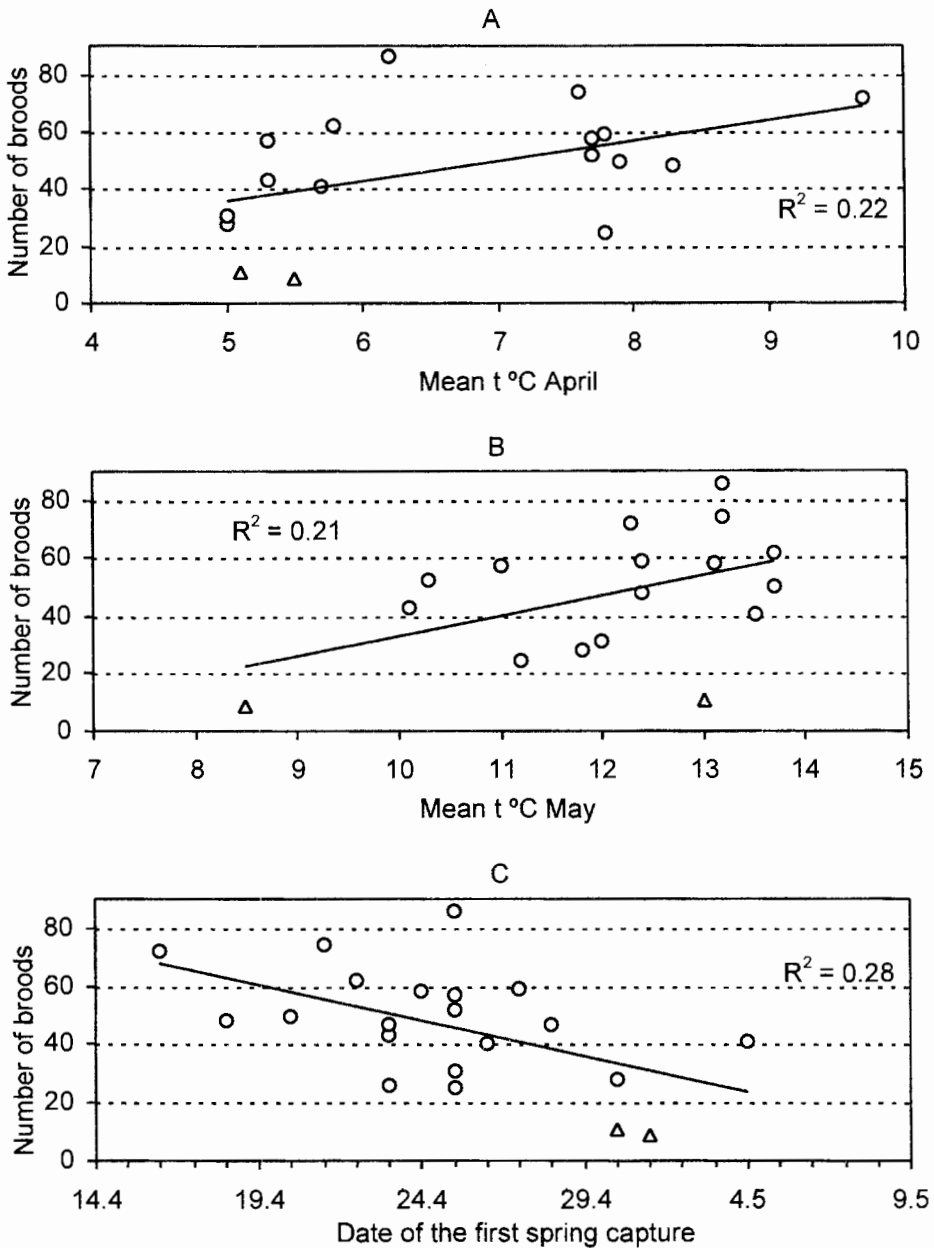 A
Number of broods
80
60
40
20
0
R² = 0.22
4 5 6 7 8 9 10
Mean t ºC April
B
Number of broods
80
60
40
20
0
R² = 0.21
7 8 9 10 11 12 13 14 15
Mean t ºC May
C
Number of broods
80
60
40
20
0
R² = 0.28
14.4 19.4 24.4 29.4 4.5 9.5
Date of the first spring capture